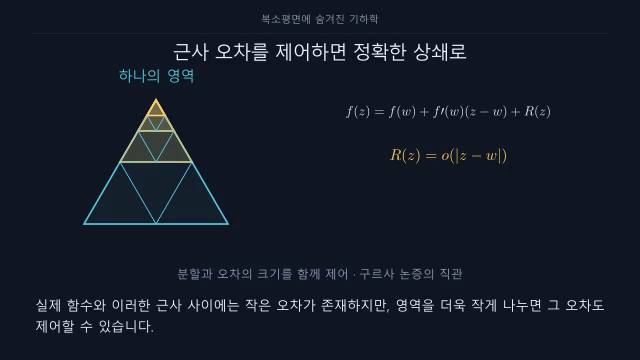 복소평면에 숨겨진 기하학
근사 오차를 제어하면 정확한 상쇄로
하나의 영역
f(z) = f(w) + f′(w)(z − w) + R(z)
R(z) = o(|z − w|)
분할과 오차의 크기를 함께 제어 · 구르사 논증의 직관
실제 함수와 이러한 근사 사이에는 작은 오차가 존재하지만, 영역을 더욱 작게 나누면 그 오차도
제어할 수 있습니다.